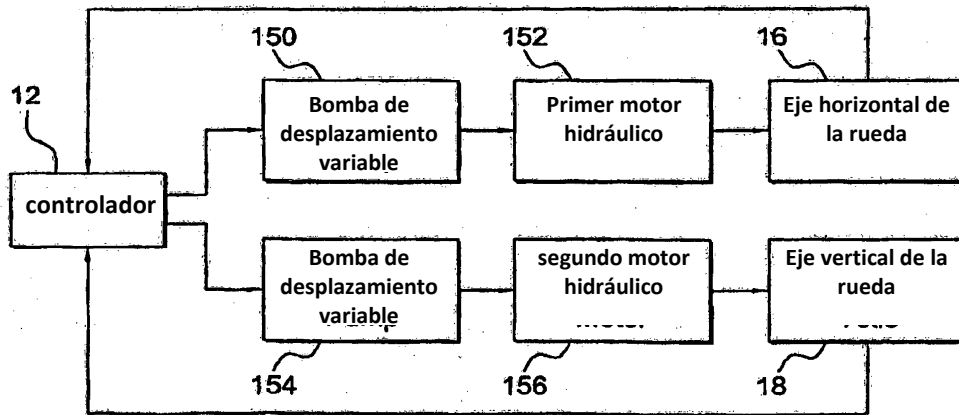 150
152
16
12
Bomba de
desplazamiento
variable
Primer motor
hidráulico
Eje horizontal de
la rueda
controlador
Bomba de
desplazamiento
variable
segundo motor
hidráulico
Eje vertical de la
rueda
154
156
18